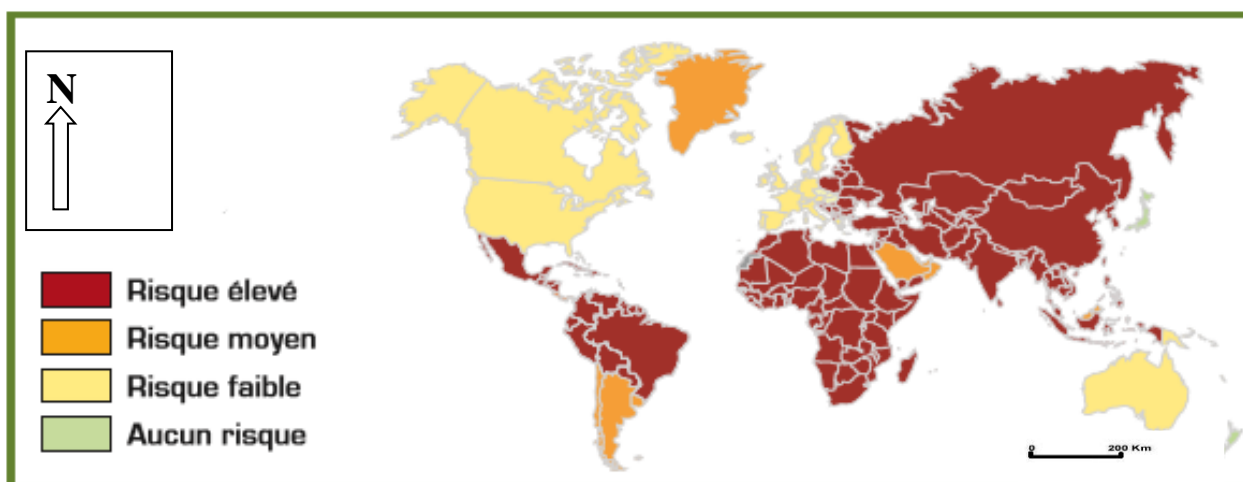 N
Risque élevé
Risque moyen
Risque faible
Aucun risque
0 200 Km